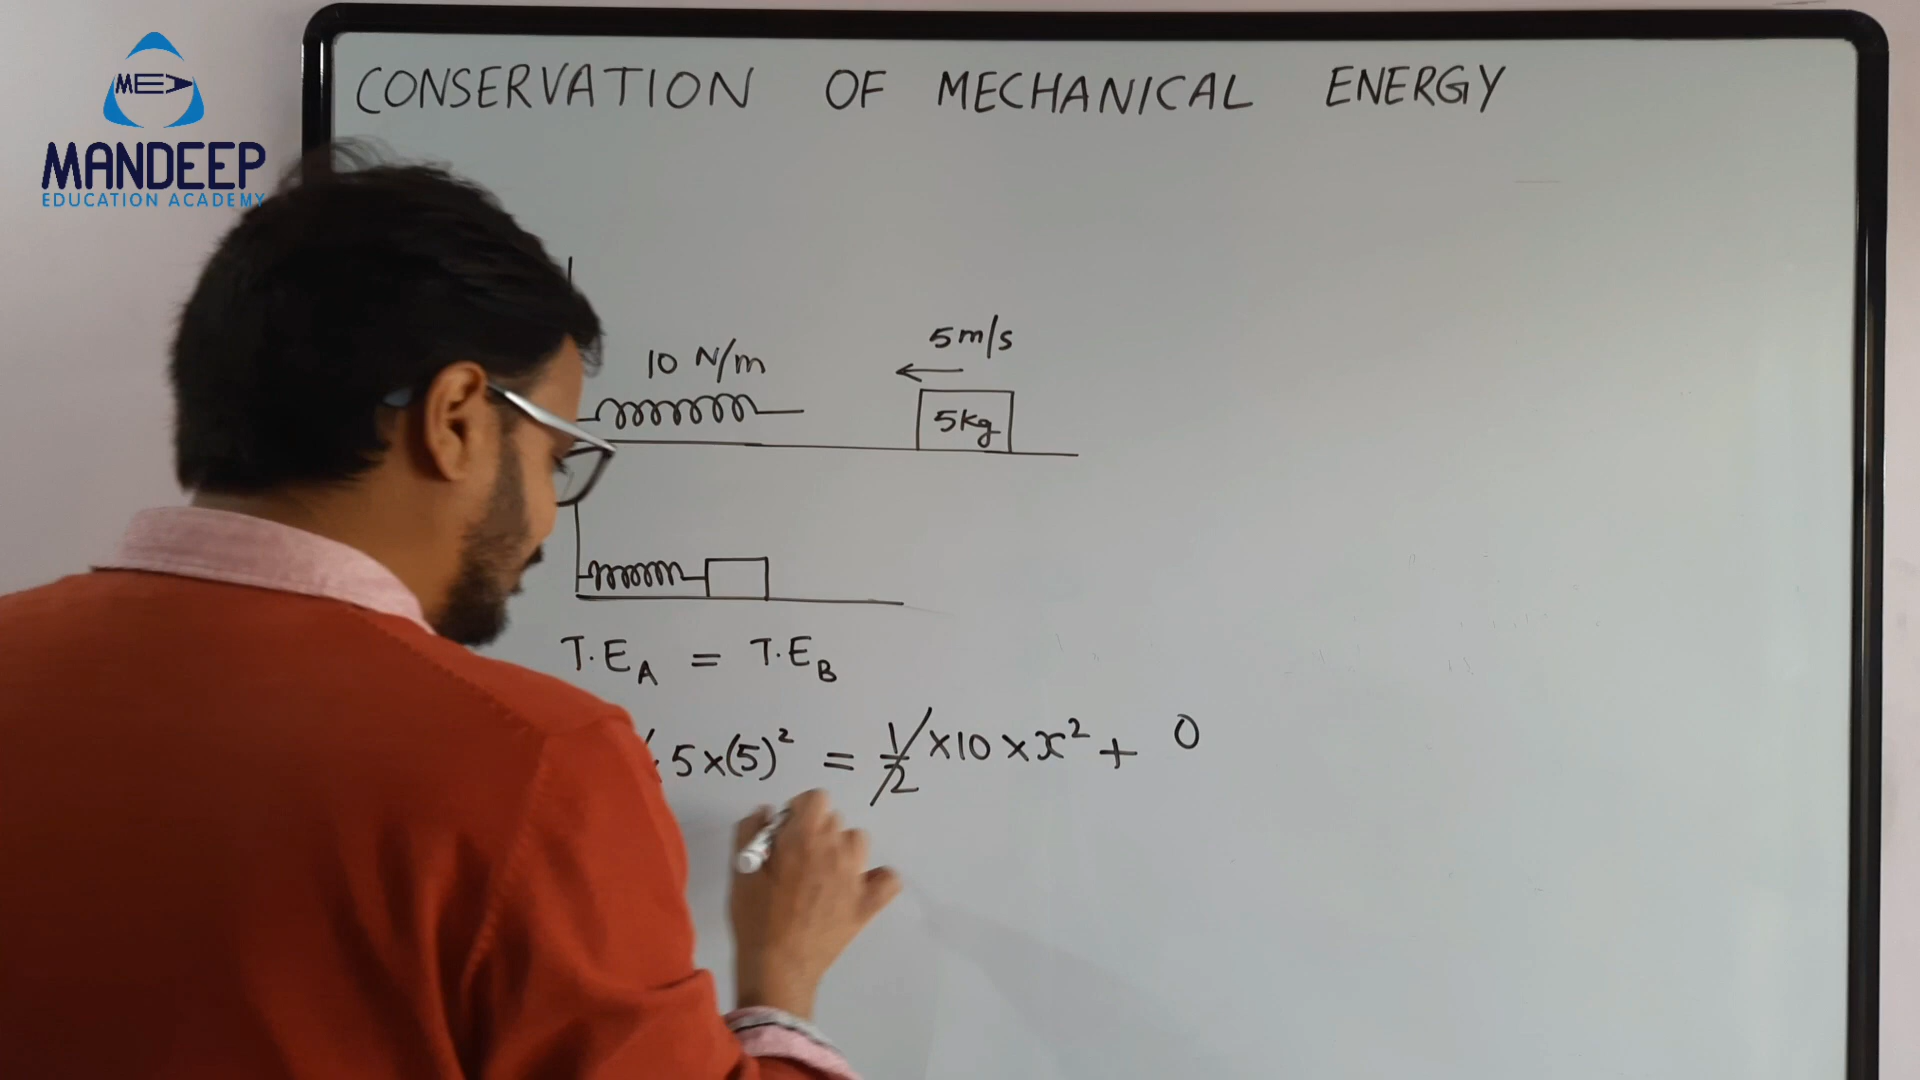 MEA
MANDEEP
EDUCATION ACADEMY
CONSERVATION OF MECHANICAL ENERGY
5m/s
10 N/m
5kg
T.E_A = T.E_B
5×(5)² = 1/2 ×10 × x² + 0